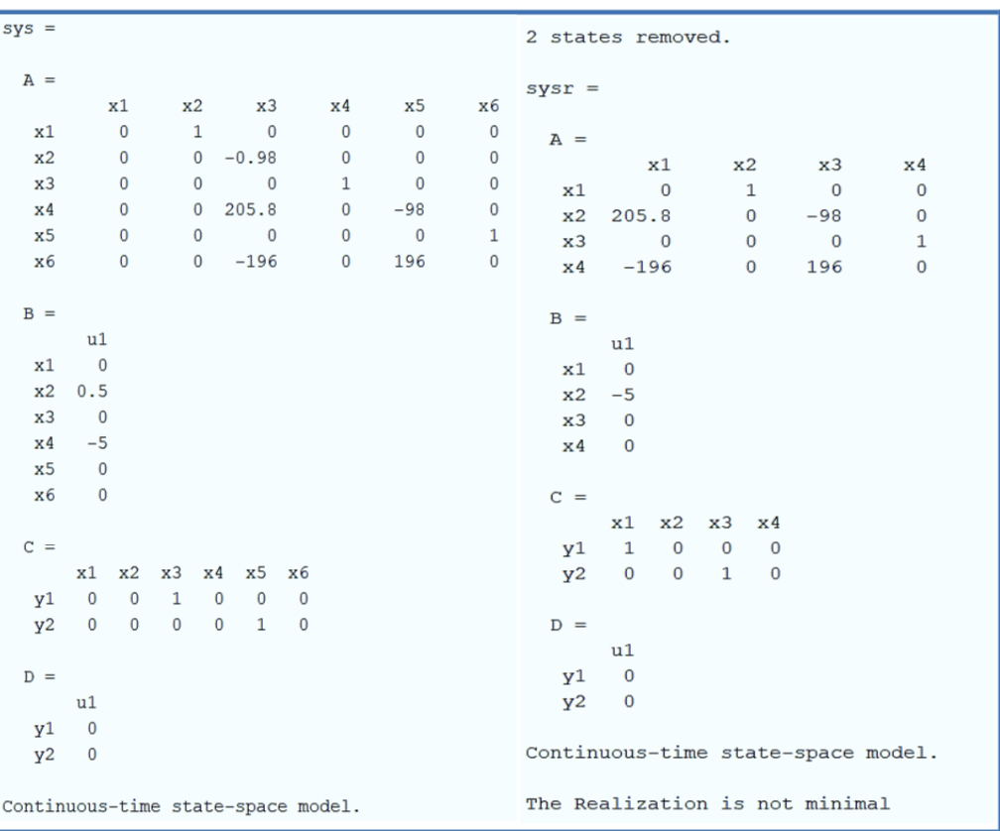 sys =
A =
x1 x2 x3 x4 x5 x6
x1 0 1 0 0 0 0
x2 0 0 -0.98 0 0 0
x3 0 0 0 1 0 0
x4 0 0 205.8 0 -98 0
x5 0 0 0 0 0 1
x6 0 0 -196 0 196 0
B =
u1
x1 0
x2 0.5
x3 0
x4 -5
x5 0
x6 0
C =
x1 x2 x3 x4 x5 x6
y1 0 0 1 0 0 0
y2 0 0 0 0 1 0
D =
u1
y1 0
y2 0
Continuous-time state-space model.
2 states removed.
sysr =
A =
x1 x2 x3 x4
x1 0 1 0 0
x2 205.8 0 -98 0
x3 0 0 0 1
x4 -196 0 196 0
B =
u1
x1 0
x2 -5
x3 0
x4 0
C =
x1 x2 x3 x4
y1 1 0 0 0
y2 0 0 1 0
D =
u1
y1 0
y2 0
Continuous-time state-space model.
The Realization is not minimal